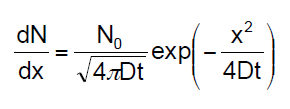 dN/dx = N₀/√(4πDt) exp(−x²/4Dt)